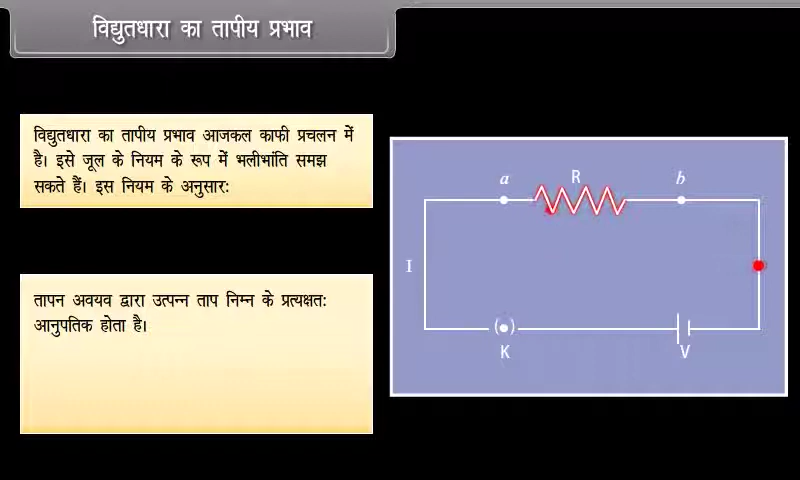 विद्युतधारा का तापीय प्रभाव
विद्युतधारा का तापीय प्रभाव आजकल काफी प्रचलन में
है। इसे जूल के नियम के रूप में भलीभांति समझ
सकते हैं। इस नियम के अनुसारः
तापन अवयव द्वारा उत्पन्न ताप निम्न के प्रत्यक्षतः
आनुपतिक होता है।
a R b
I
(•)
K V